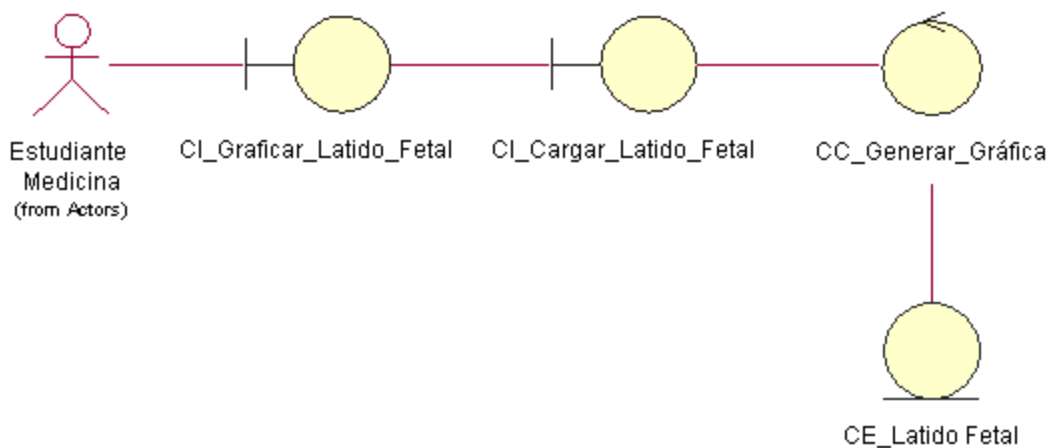 Estudiante
Medicina
(from Actors)
CI_Graficar_Latido_Fetal
CI_Cargar_Latido_Fetal
CC_Generar_Gráfica
CE_Latido Fetal